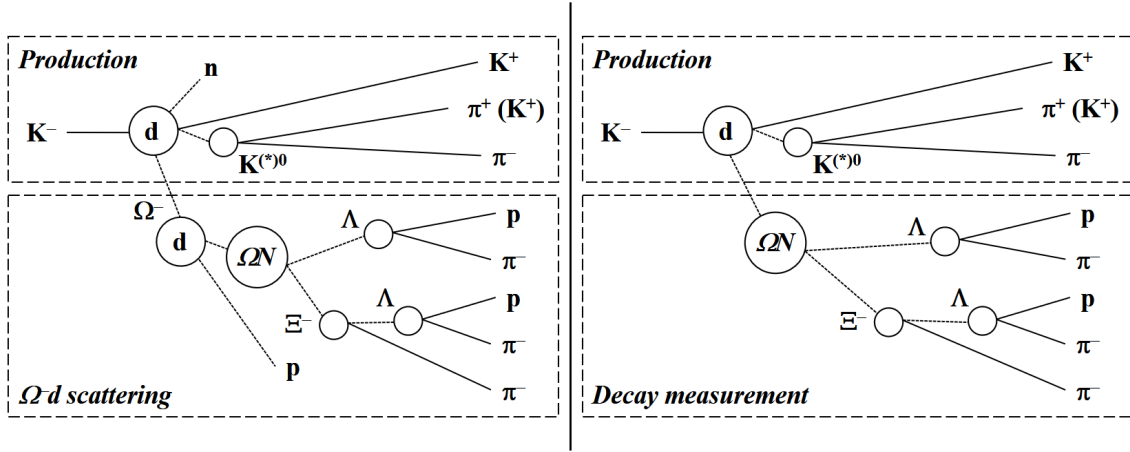 Production
n
K⁺
K⁻
d
π⁺ (K⁺)
K⁽*⁾⁰
π⁻
Ω⁻
d
ΩN
Λ
p
π⁻
Ξ⁻
Λ
p
π⁻
p
π⁻
Ω⁻d scattering
Production
K⁺
K⁻
d
π⁺ (K⁺)
K⁽*⁾⁰
π⁻
ΩN
Λ
p
π⁻
Ξ⁻
Λ
p
π⁻
π⁻
Decay measurement